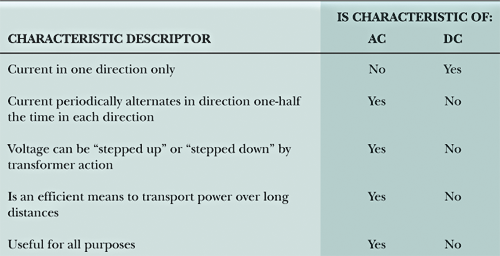 IS CHARACTERISTIC OF:
CHARACTERISTIC DESCRIPTOR AC DC
Current in one direction only No Yes
Current periodically alternates in direction one-half Yes No
the time in each direction
Voltage can be “stepped up” or “stepped down” by Yes No
transformer action
Is an efficient means to transport power over long Yes No
distances
Useful for all purposes Yes No